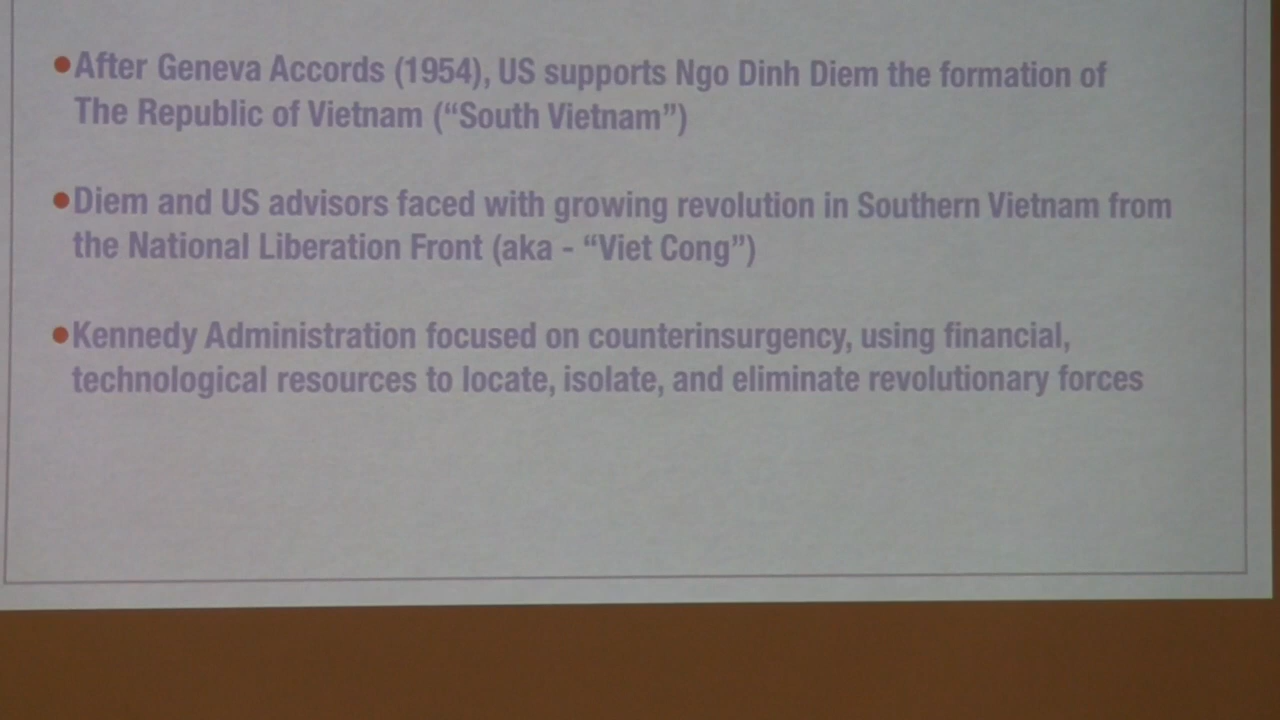 •After Geneva Accords (1954), US supports Ngo Dinh Diem the formation of
The Republic of Vietnam (“South Vietnam”)
•Diem and US advisors faced with growing revolution in Southern Vietnam from
the National Liberation Front (aka - “Viet Cong”)
•Kennedy Administration focused on counterinsurgency, using financial,
technological resources to locate, isolate, and eliminate revolutionary forces